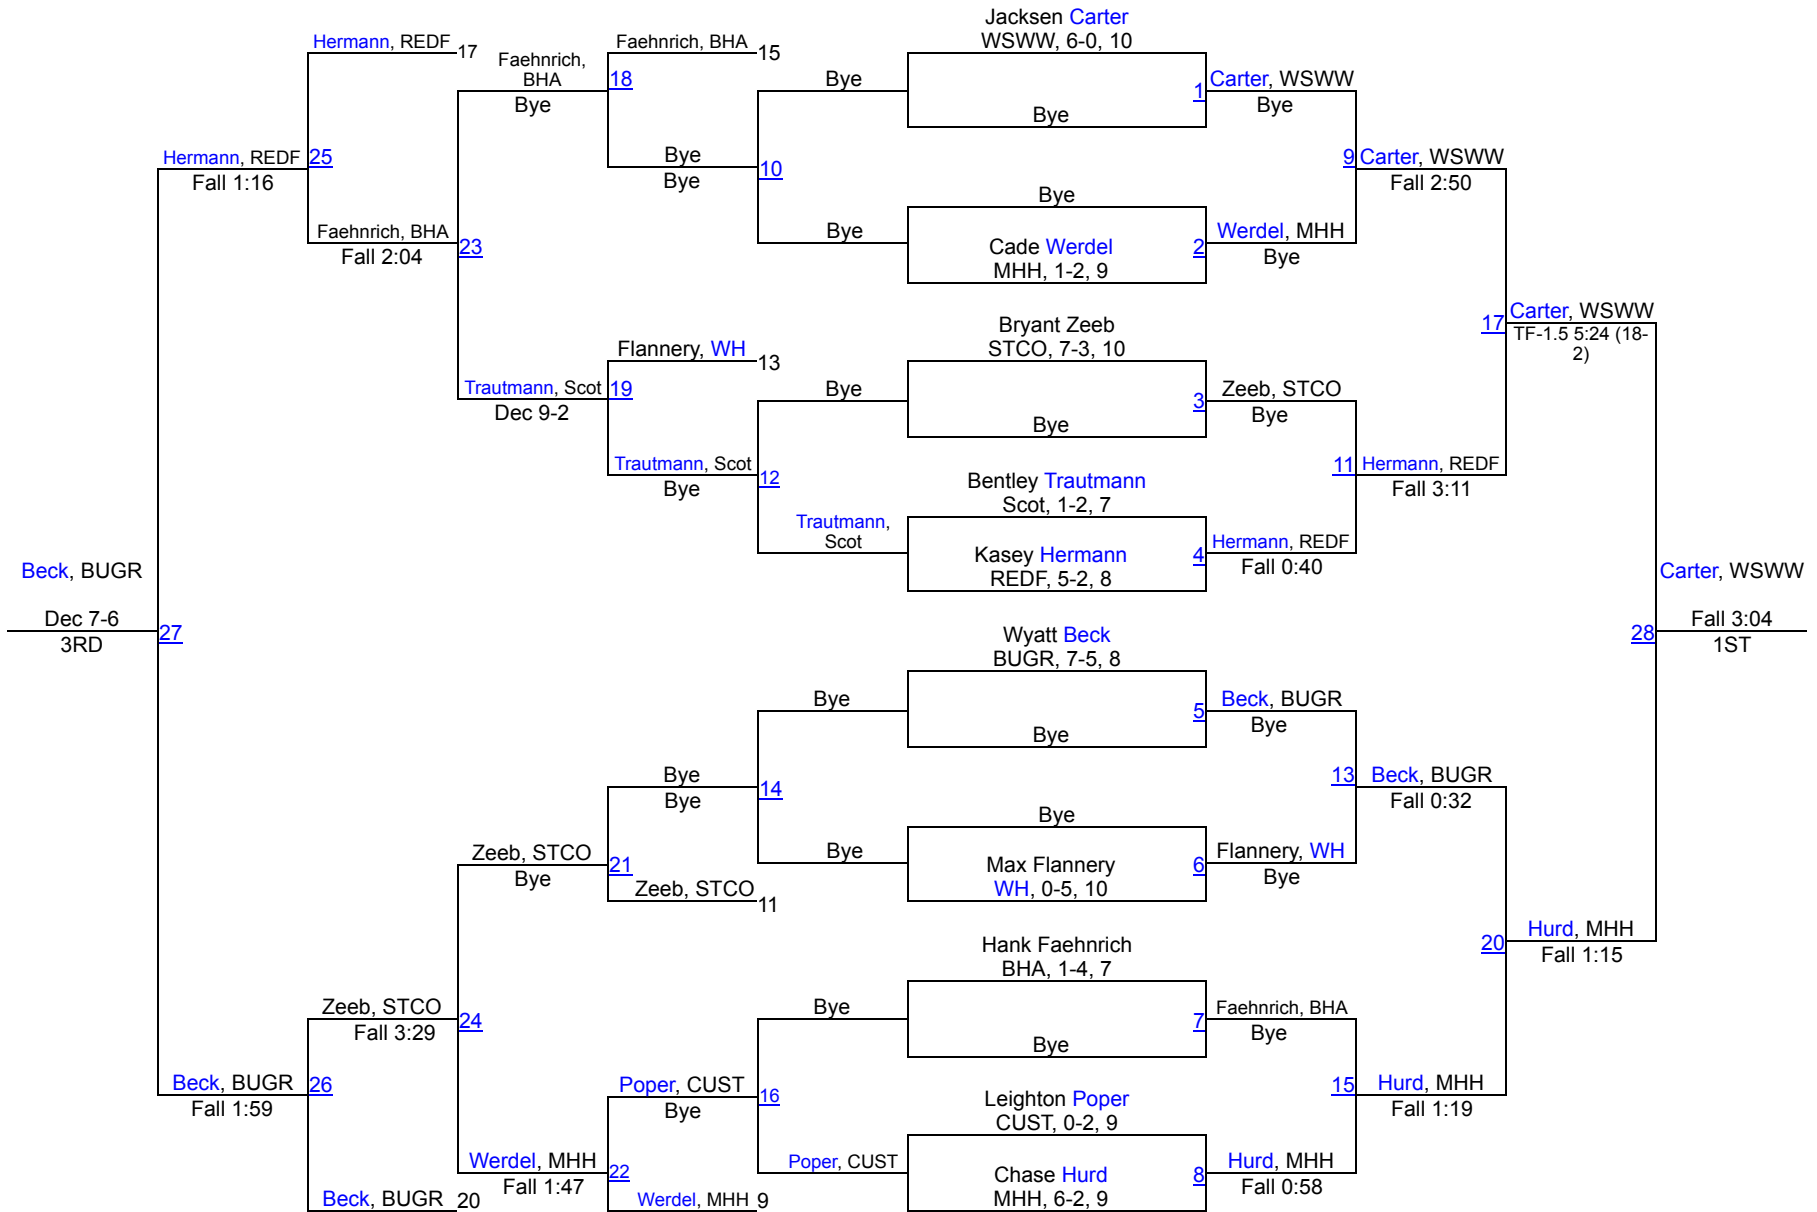 Jacksen Carter
WSWW, 6-0, 10
Bye
1
Bye
Cade Werdel
MHH, 1-2, 9
2
Bryant Zeeb
STCO, 7-3, 10
Bye
3
Bentley Trautmann
Scot, 1-2, 7
Kasey Hermann
REDF, 5-2, 8
4
Wyatt Beck
BUGR, 7-5, 8
Bye
5
Bye
Max Flannery
WH, 0-5, 10
6
Hank Faehnrich
BHA, 1-4, 7
Bye
7
Leighton Poper
CUST, 0-2, 9
Chase Hurd
MHH, 6-2, 9
8
Carter, WSWW
Bye
Werdel, MHH
Bye
Zeeb, STCO
Bye
Hermann, REDF
Fall 0:40
Beck, BUGR
Bye
Flannery, WH
Bye
Faehnrich, BHA
Bye
Hurd, MHH
Fall 0:58
9
Carter, WSWW
Fall 2:50
11
Hermann, REDF
Fall 3:11
13
Beck, BUGR
Fall 0:32
15
Hurd, MHH
Fall 1:19
17
Carter, WSWW
TF-1.5 5:24 (18-
2)
20
Hurd, MHH
Fall 1:15
28
Carter, WSWW
Fall 3:04
1ST
Bye
Bye
Bye
Trautmann,
Scot
Bye
Bye
Bye
Poper, CUST
10
12
14
16
Faehnrich, BHA
15
Bye
Bye
Flannery, WH
13
Trautmann, Scot
Bye
Bye
Bye
Zeeb, STCO
11
Poper, CUST
Bye
Werdel, MHH
9
18
19
21
22
Faehnrich,
BHA
Bye
Trautmann, Scot
Dec 9-2
Zeeb, STCO
Bye
Werdel, MHH
Fall 1:47
23
24
Hermann, REDF
17
Faehnrich, BHA
Fall 2:04
Zeeb, STCO
Fall 3:29
Beck, BUGR
20
25
26
Hermann, REDF
Fall 1:16
Beck, BUGR
Fall 1:59
27
Beck, BUGR
Dec 7-6
3RD